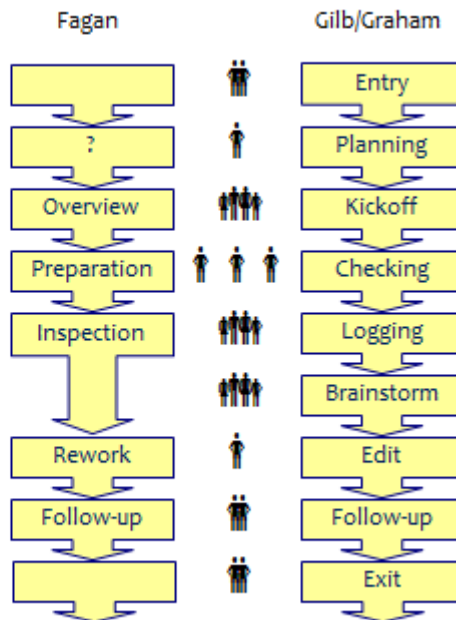 Fagan Gilb/Graham
Entry
? Planning
Overview Kickoff
Preparation Checking
Inspection Logging
Brainstorm
Rework Edit
Follow-up Follow-up
Exit